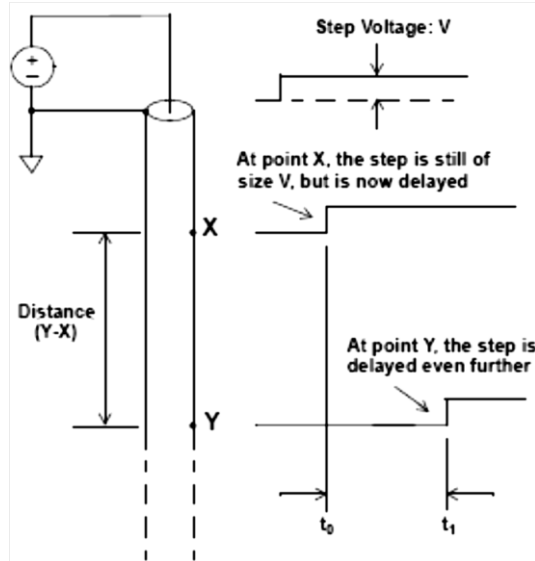 Step Voltage: V
+
−
At point X, the step is still of
size V, but is now delayed
X
Distance
(Y-X)
At point Y, the step is
delayed even further
Y
t₀
t₁